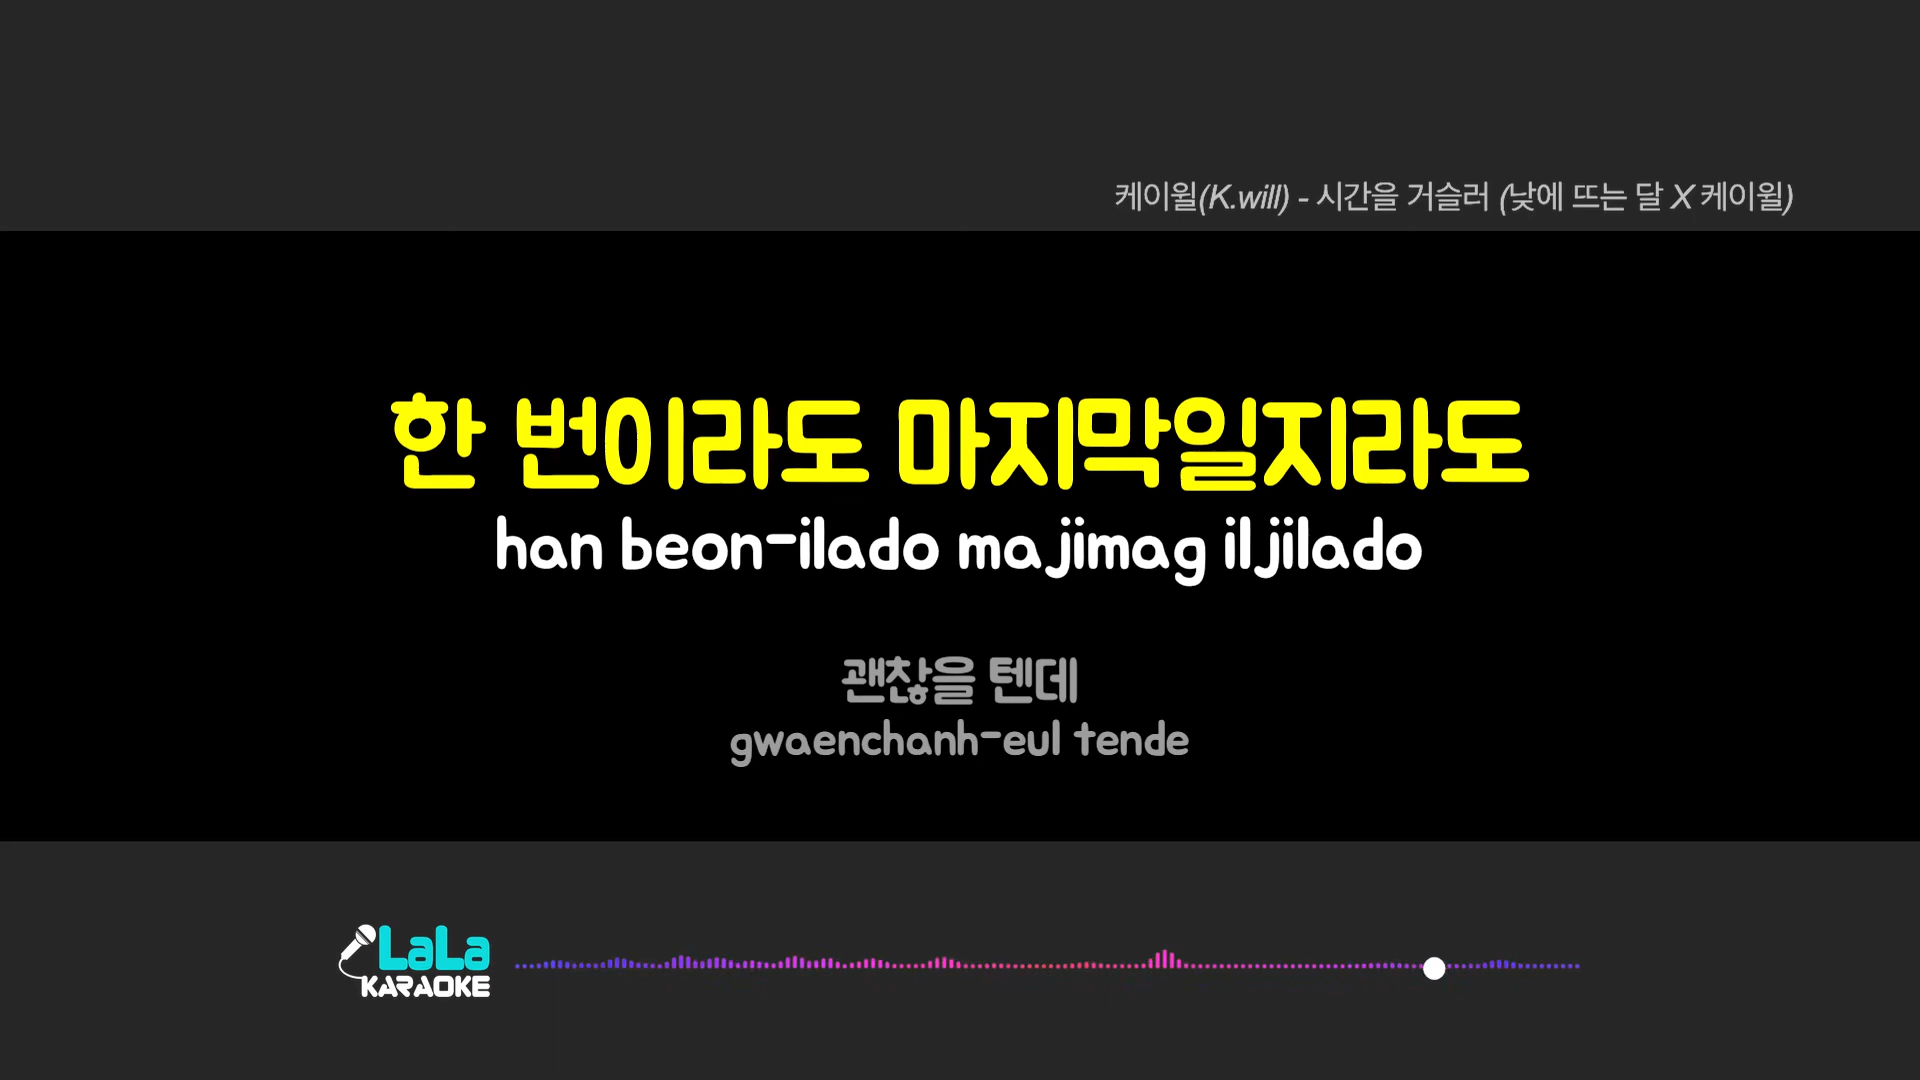 케이윌(K.will) - 시간을 거슬러 (낮에 뜨는 달 X 케이윌)
한 번이라도 마지막일지라도
han beon-ilado majimag iljilado
괜찮을 텐데
gwaenchanh-eul tende
LaLa
KARAOKE